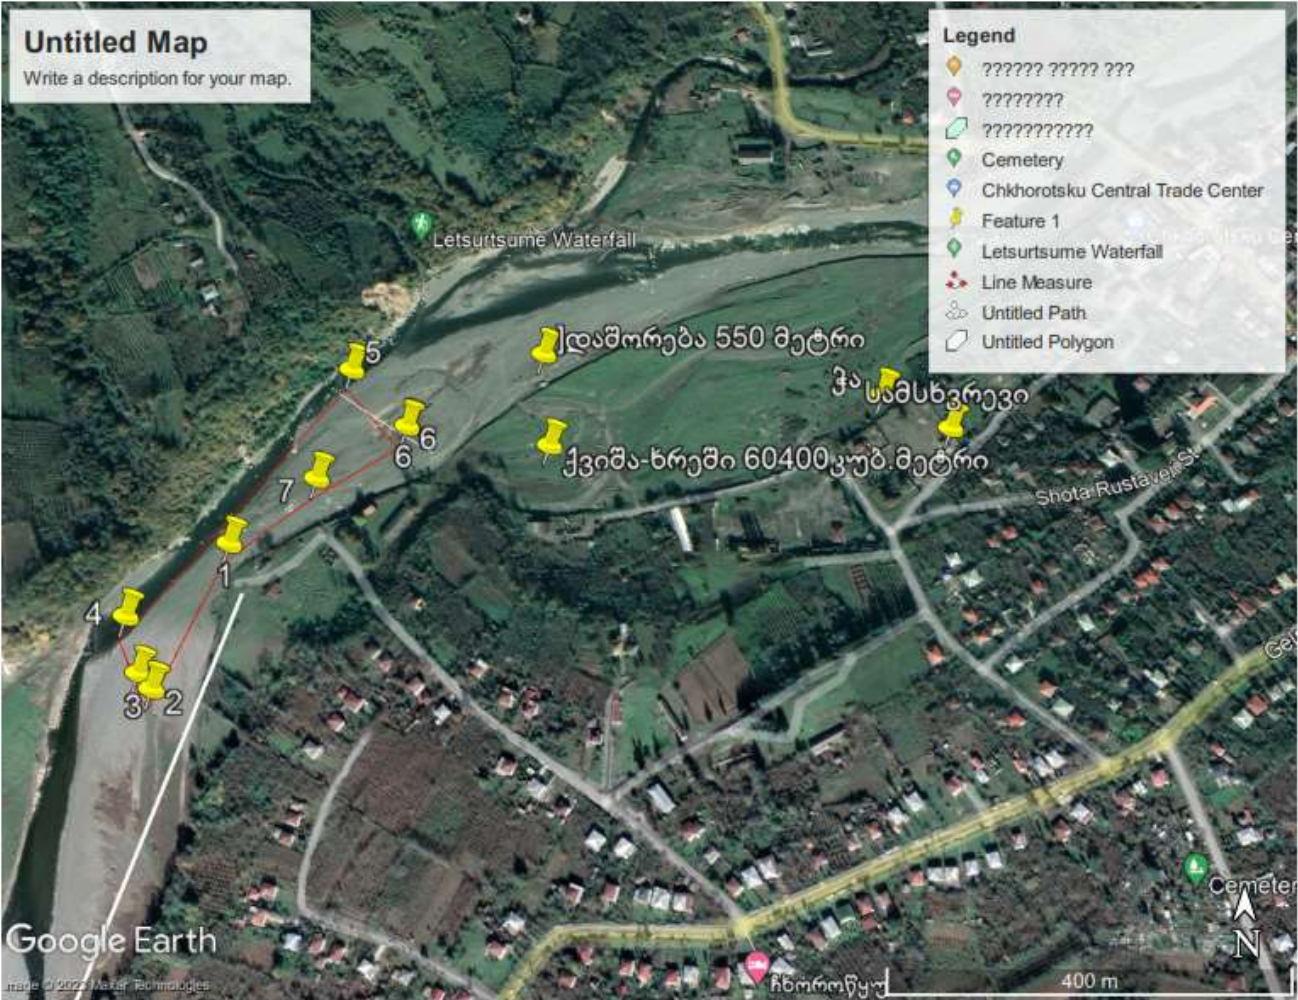 Untitled Map
Write a description for your map.
Legend
?????? ????? ???
????????
???????????
Cemetery
Chkhorotsku Central Trade Center
Feature 1
Letsurtsume Waterfall
Line Measure
Untitled Path
Untitled Polygon
Letsurtsume Waterfall
დაშორება 550 მეტრი
5
ჭა
სამსხვრევი
6
6
ქვიშა-ხრეში 60400კუბ.მეტრი
7
Shota Rustaveli St
1
4
3
2
Cemeter
N
Google Earth
400 m